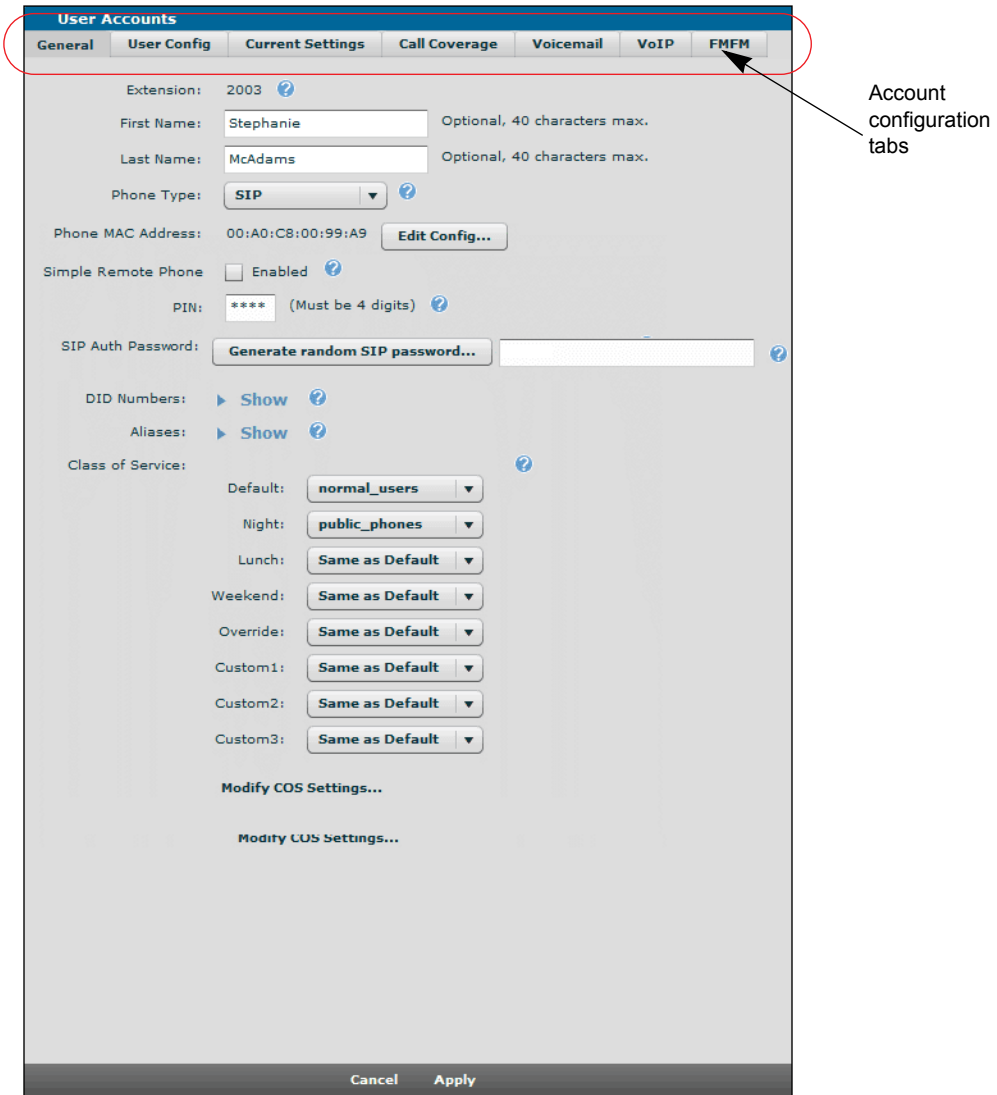 User Accounts
General User Config Current Settings Call Coverage Voicemail VoIP FMFM
Account
configuration
tabs
Extension: 2003 ?
First Name: Stephanie Optional, 40 characters max.
Last Name: McAdams Optional, 40 characters max.
Phone Type: SIP ?
Phone MAC Address: 00:A0:C8:00:99:A9 Edit Config...
Simple Remote Phone Enabled ?
PIN: **** (Must be 4 digits) ?
SIP Auth Password: Generate random SIP password... ?
DID Numbers: Show ?
Aliases: Show ?
Class of Service: ?
Default: normal_users
Night: public_phones
Lunch: Same as Default
Weekend: Same as Default
Override: Same as Default
Custom1: Same as Default
Custom2: Same as Default
Custom3: Same as Default
Modify COS Settings...
Modify COS Settings...
Cancel Apply